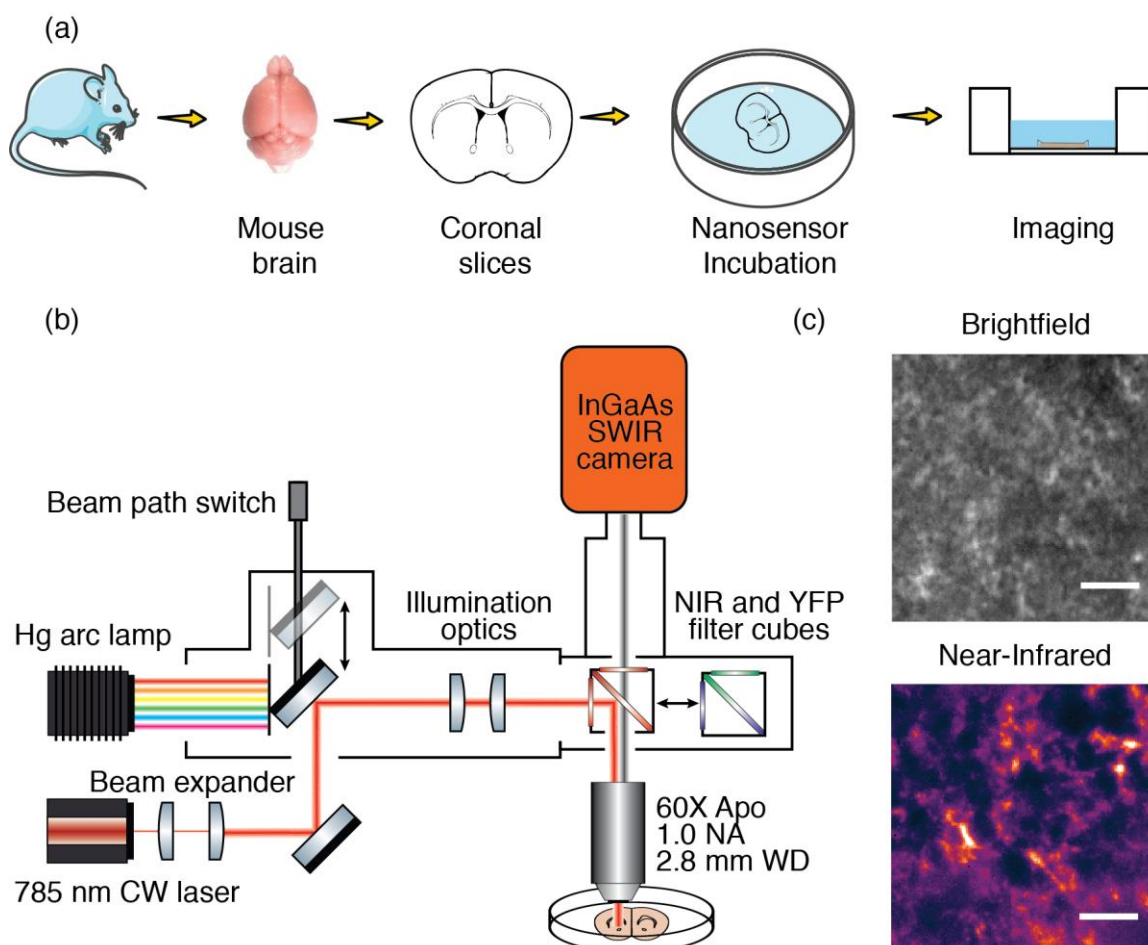 (a)
Mouse
brain
Coronal
slices
Nanosensor
Incubation
Imaging
(b)
InGaAs
SWIR
camera
Beam path switch
Hg arc lamp
Illumination
optics
NIR and YFP
filter cubes
Beam expander
785 nm CW laser
60X Apo
1.0 NA
2.8 mm WD
(c)
Brightfield
Near-Infrared